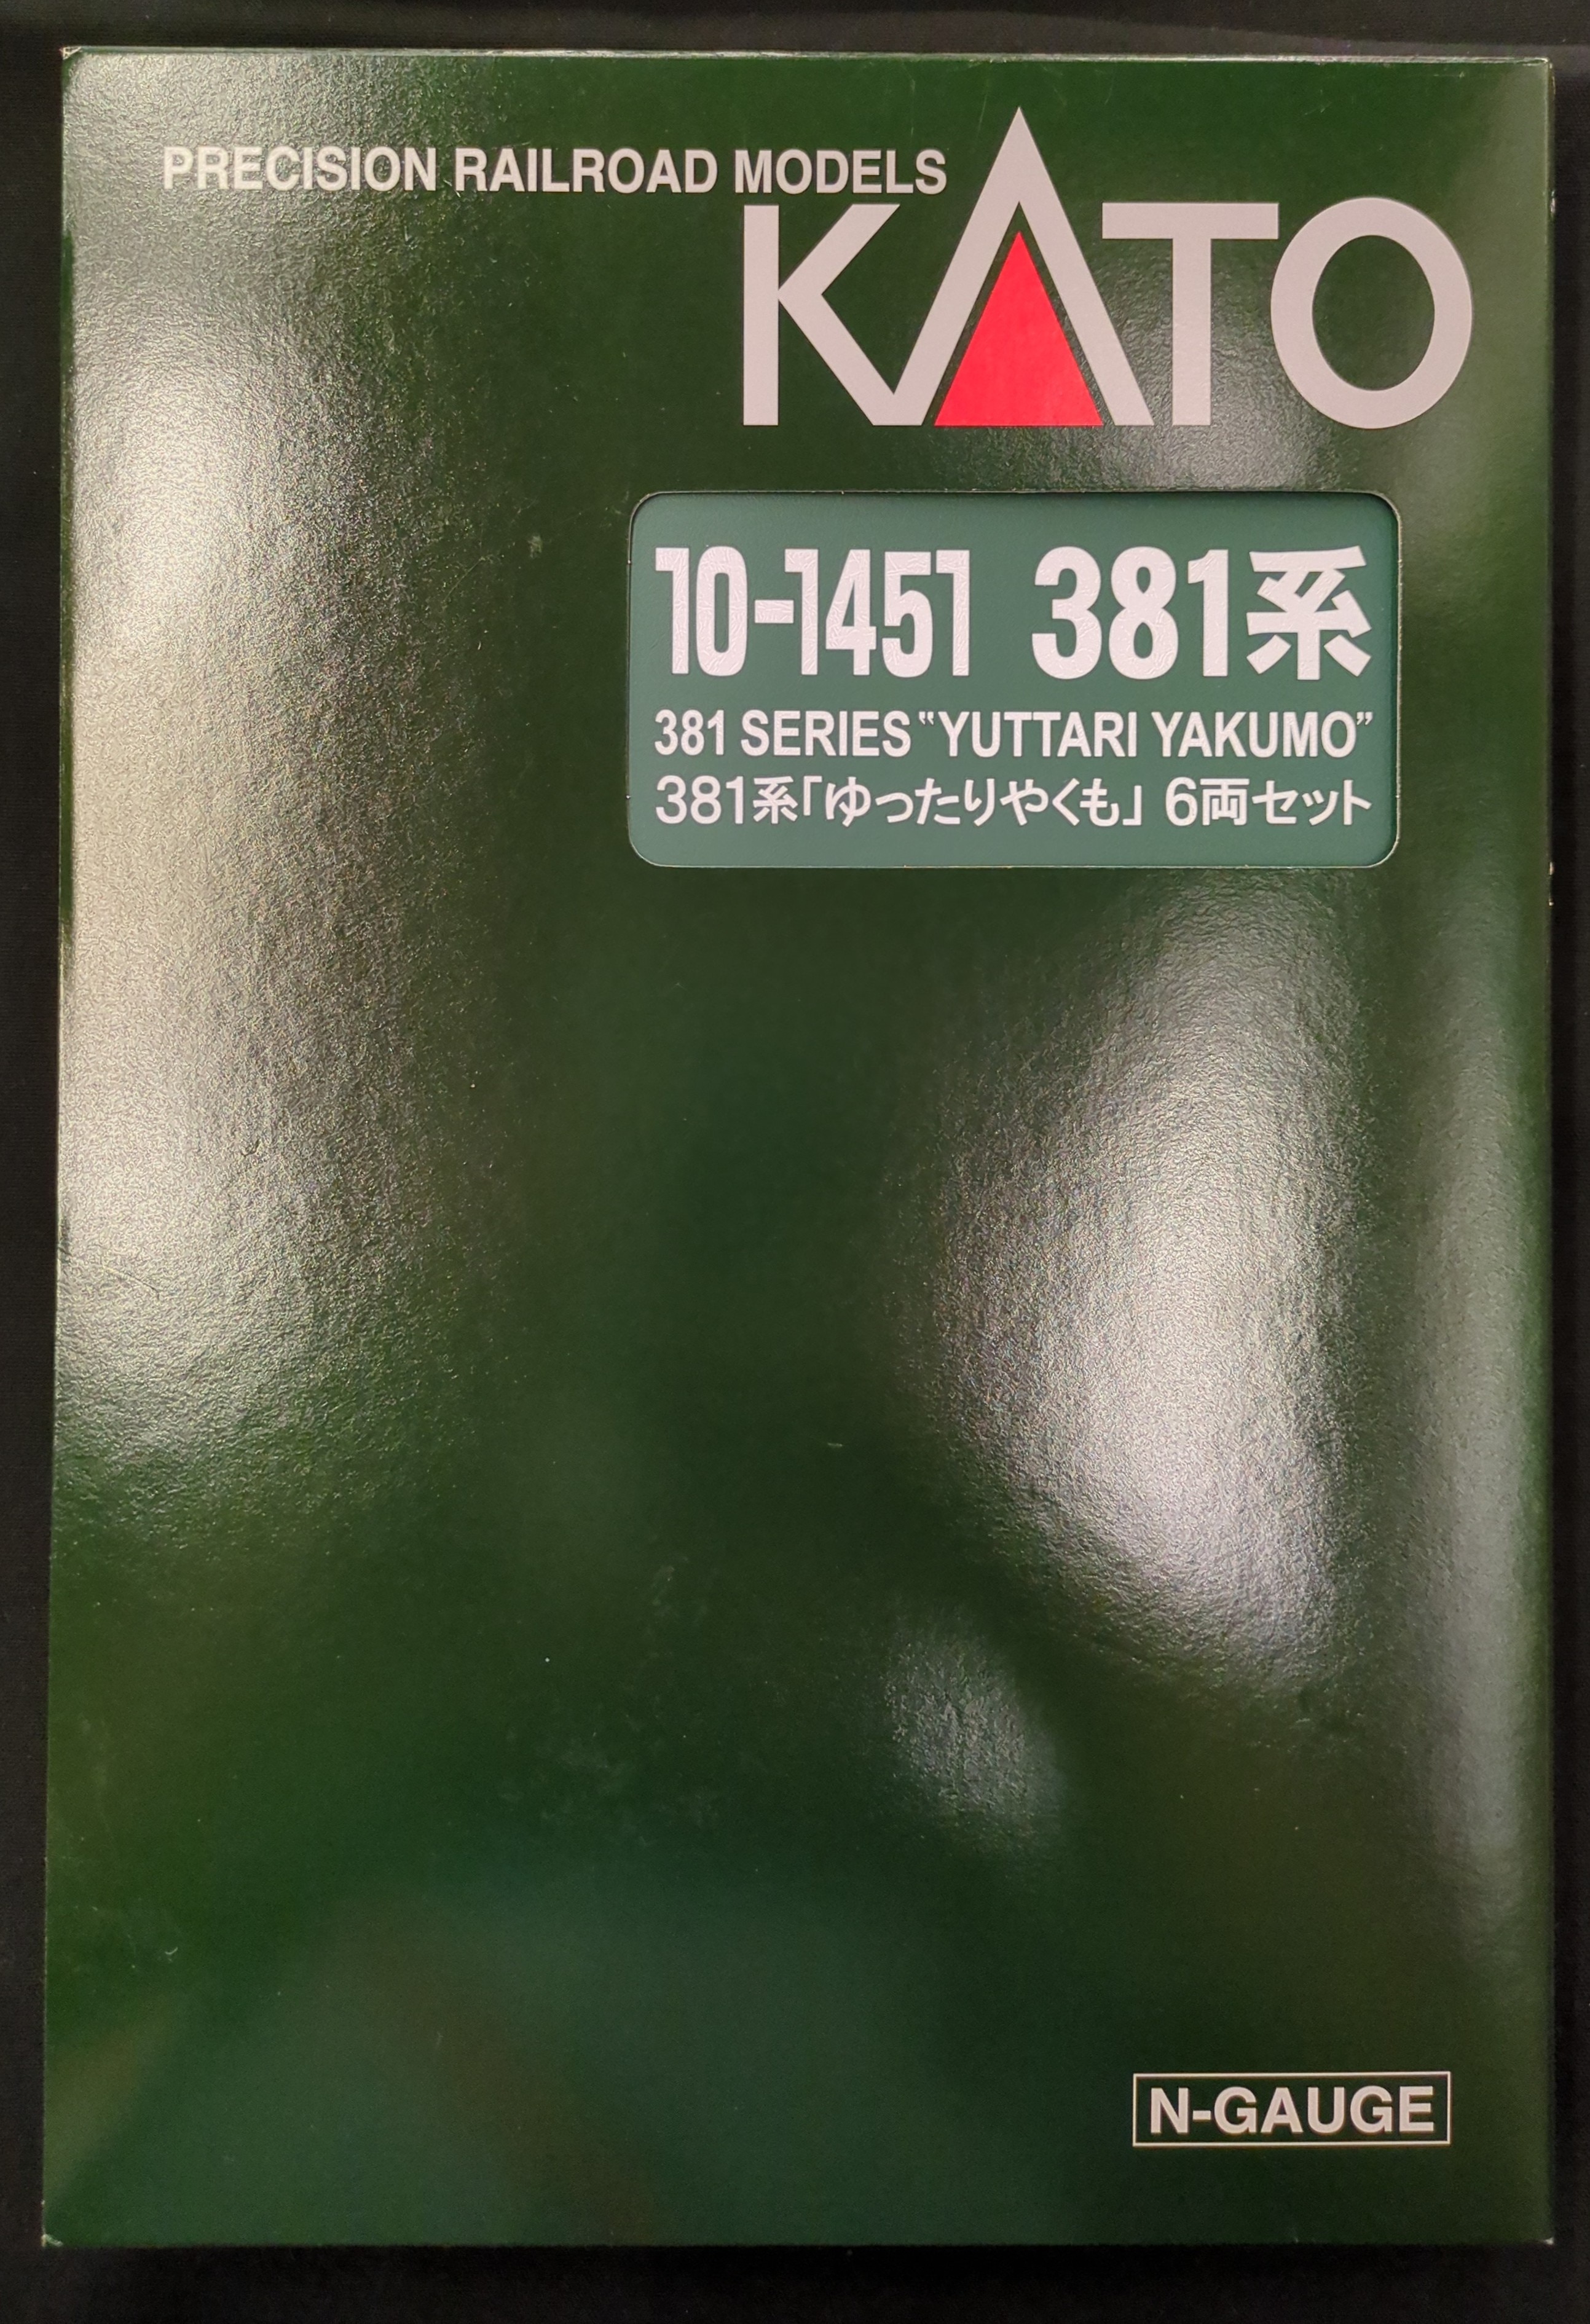 PRECISION RAILROAD MODELS
KATO
10-1451 381系
381 SERIES “YUTTARI YAKUMO”
381系「ゆったりやくも」 6両セット
N-GAUGE